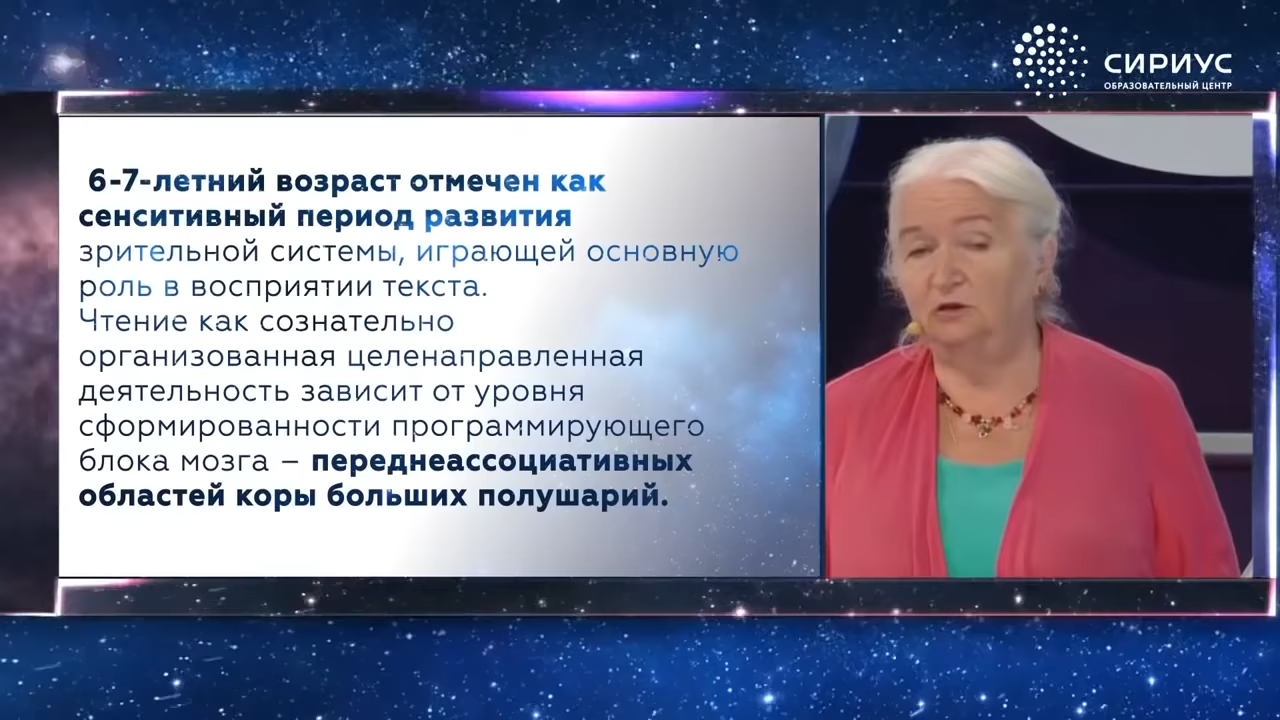 СИРИУС
ОБРАЗОВАТЕЛЬНЫЙ ЦЕНТР
6-7-летний возраст отмечен как
сенситивный период развития
зрительной системы, играющей основную
роль в восприятии текста.
Чтение как сознательно
организованная целенаправленная
деятельность зависит от уровня
сформированности программирующего
блока мозга – переднеассоциативных
областей коры больших полушарий.